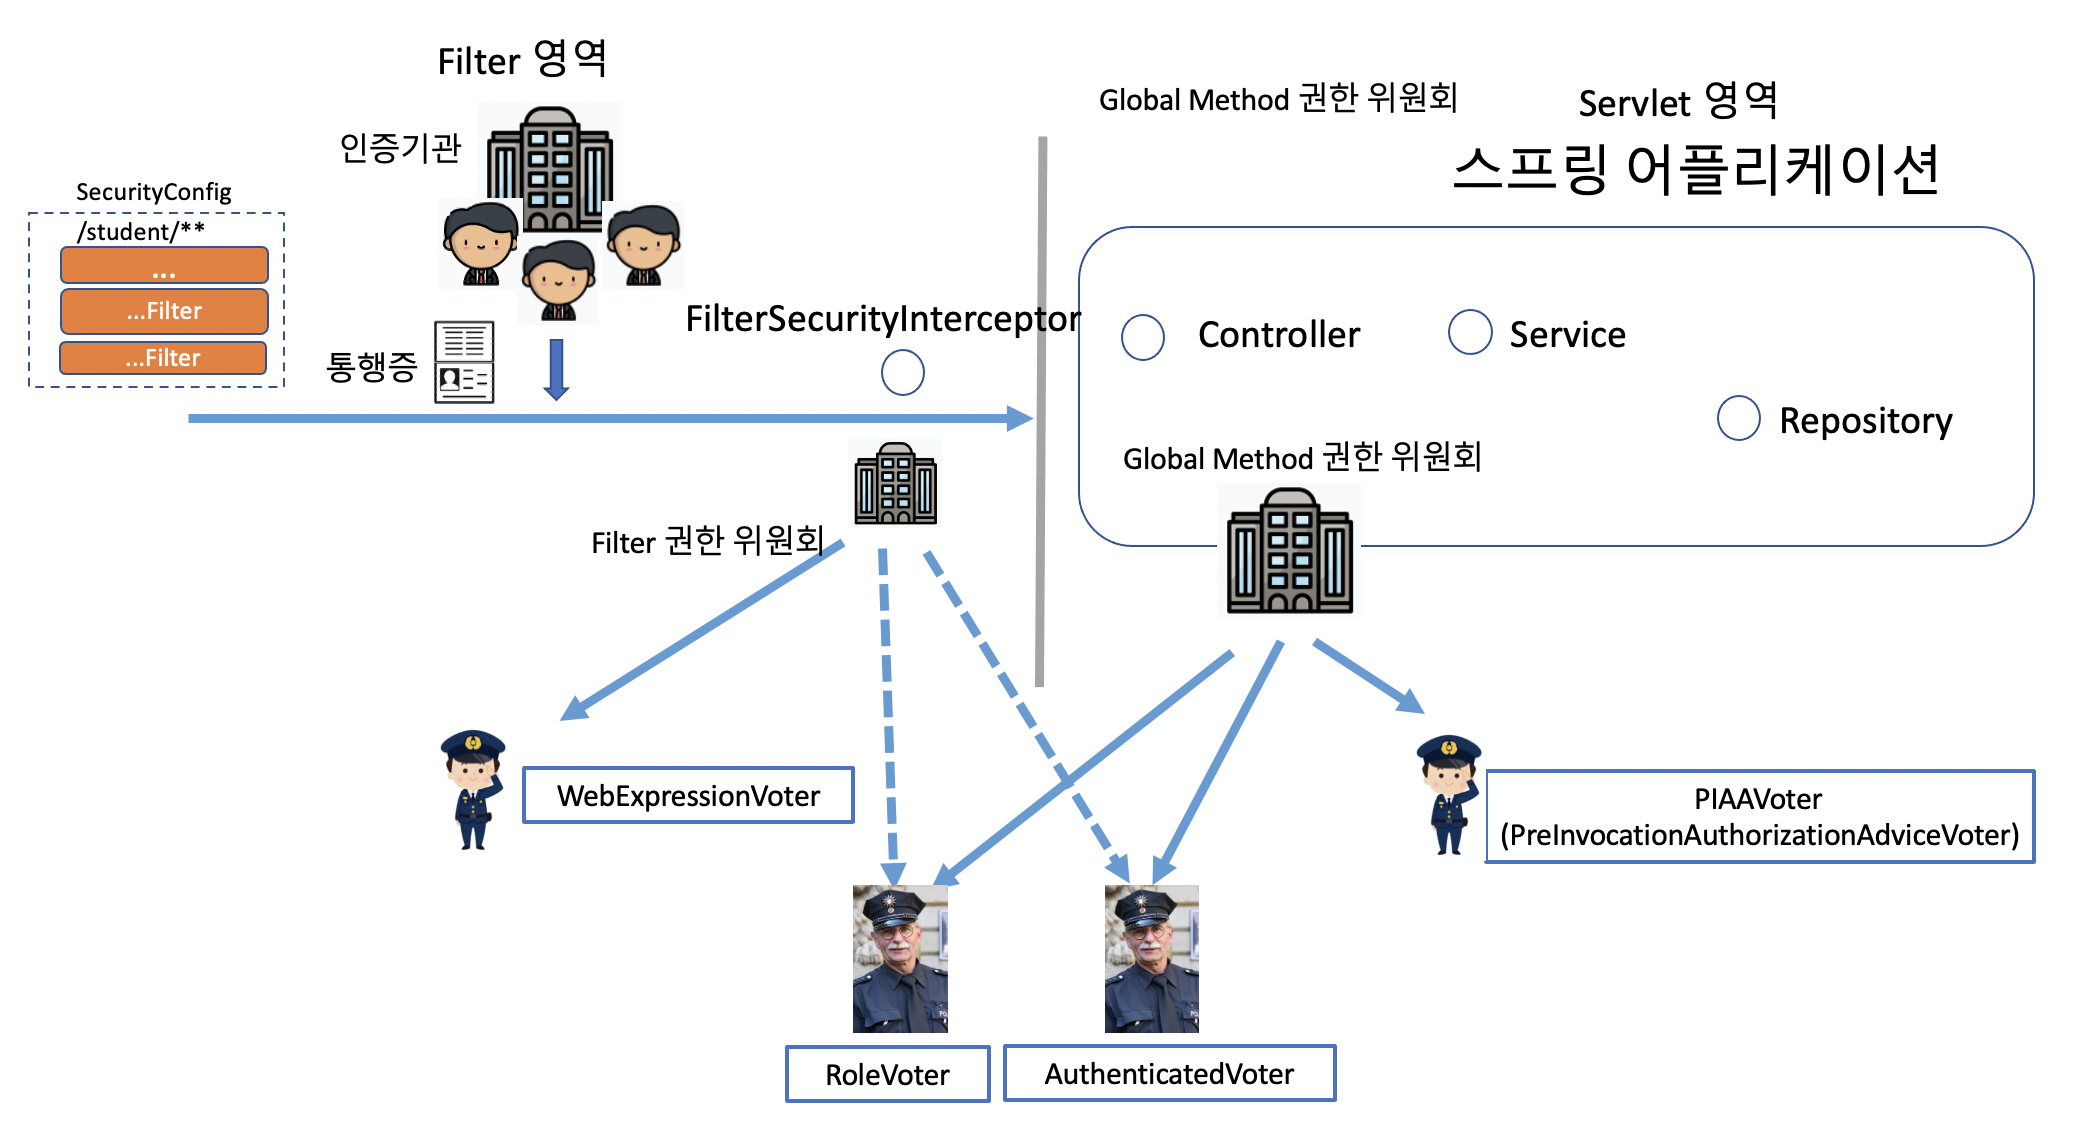 Filter 영역
인증기관
SecurityConfig
/student/**
...
...Filter
...Filter
통행증
FilterSecurityInterceptor
Filter 권한 위원회
Global Method 권한 위원회
Servlet 영역
스프링 어플리케이션
Controller
Service
Repository
Global Method 권한 위원회
WebExpressionVoter
PIAAVoter
(PreInvocationAuthorizationAdviceVoter)
RoleVoter
AuthenticatedVoter